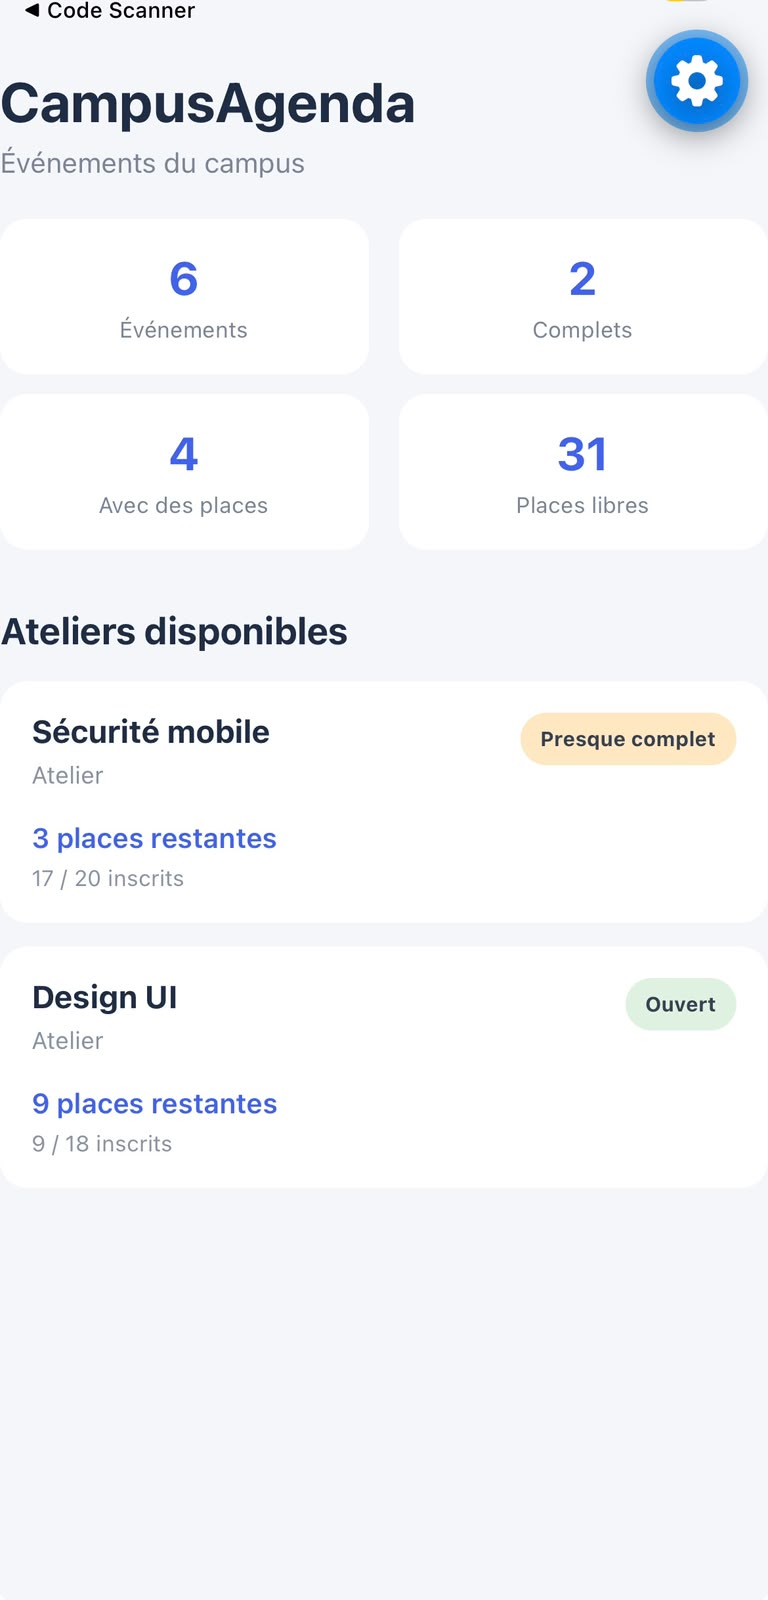 ◀ Code Scanner
CampusAgenda
Événements du campus
6
Événements
2
Complets
4
Avec des places
31
Places libres
Ateliers disponibles
Sécurité mobile
Presque complet
Atelier
3 places restantes
17 / 20 inscrits
Design UI
Ouvert
Atelier
9 places restantes
9 / 18 inscrits